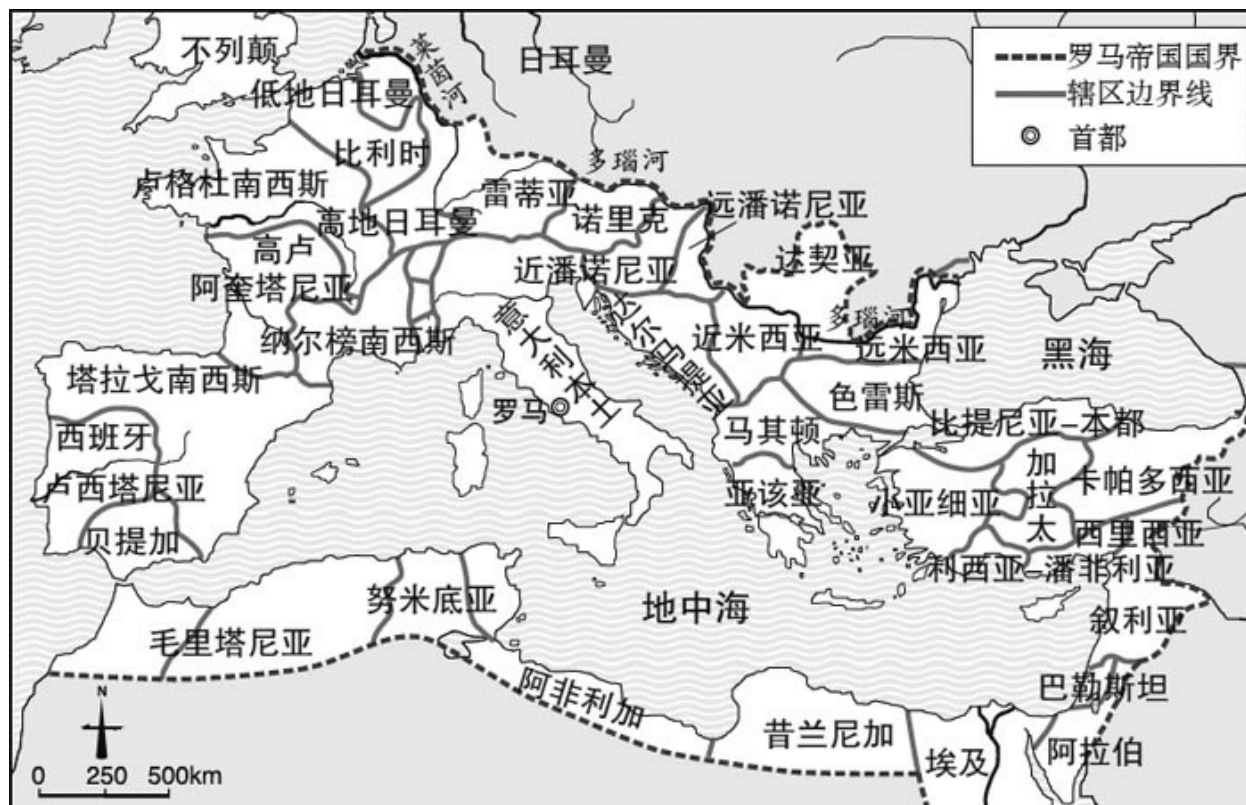 不列颠
莱茵河
日耳曼
罗马帝国国界
辖区边界线
首都
低地日耳曼
比利时
多瑙河
卢格杜南西斯
雷蒂亚
远潘诺尼亚
高地日耳曼
诺里克
高卢
近潘诺尼亚
达契亚
阿奎塔尼亚
多瑙河
纳尔榜南西斯
意大利本土
达尔马提亚
近米西亚
远米西亚
黑海
塔拉戈南西斯
罗马
色雷斯
比提尼亚-本都
西班牙
马其顿
加拉太
卡帕多西亚
卢西塔尼亚
亚该亚
小亚细亚
西里西亚
贝提加
利西亚-潘非利亚
努米底亚
地中海
毛里塔尼亚
叙利亚
巴勒斯坦
阿非利加
昔兰尼加
埃及
阿拉伯
N
0 250 500km